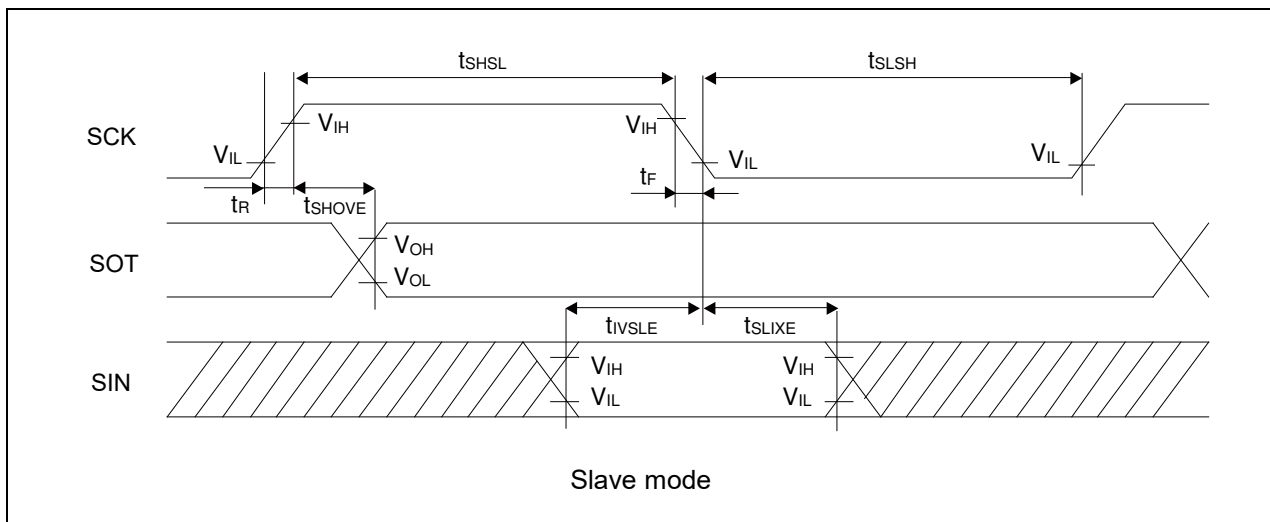 tSHSL
tSLSH
SCK
VIH
VIH
VIL
VIL
VIL
tR
tSHOVE
tF
SOT
VOH
VOL
tIVSLE
tSLIXE
SIN
VIH
VIH
VIL
VIL
Slave mode